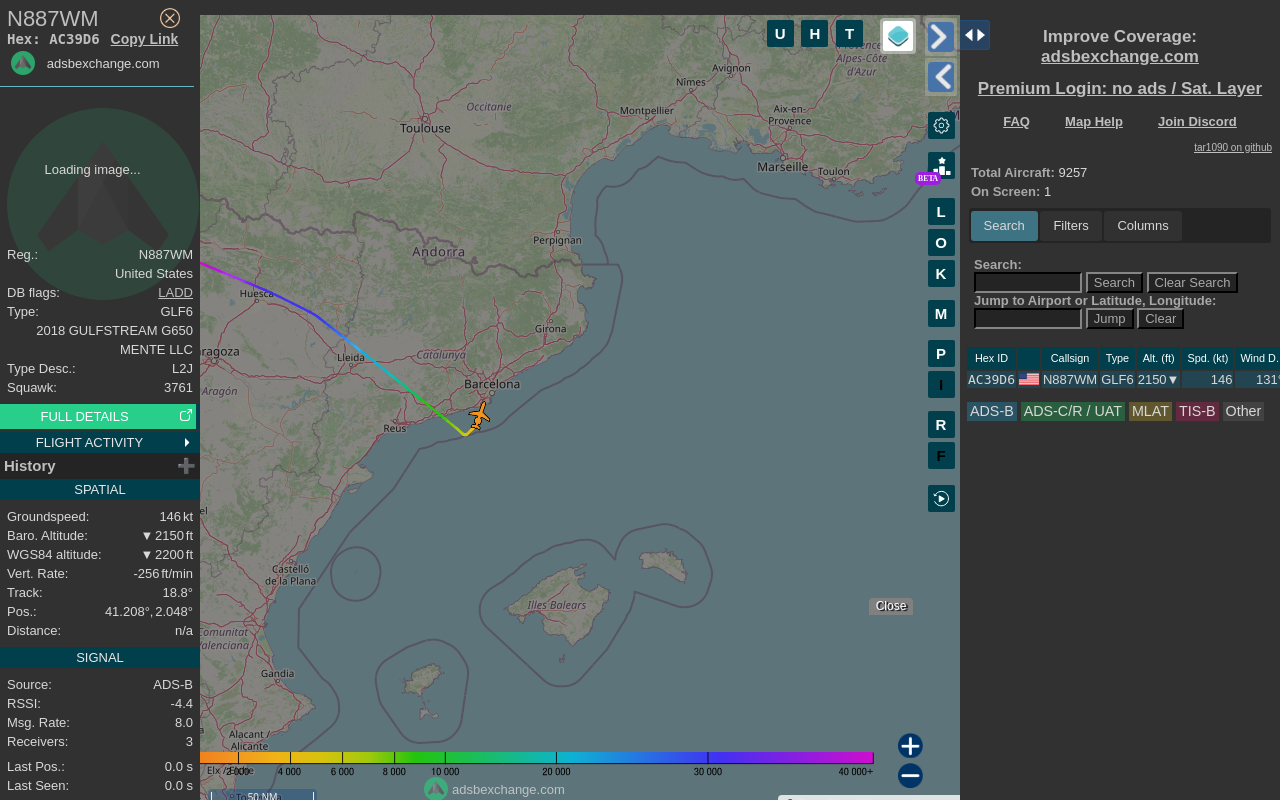 N887WM
Hex: AC39D6 Copy Link
adsbexchange.com
Loading image...
Reg.: N887WM
United States
DB flags: LADD
Type: GLF6
2018 GULFSTREAM G650
MENTE LLC
Type Desc.: L2J
Squawk: 3761
FULL DETAILS
FLIGHT ACTIVITY
History
SPATIAL
Groundspeed: 146 kt
Baro. Altitude: ▼ 2150 ft
WGS84 altitude: ▼ 2200 ft
Vert. Rate: -256 ft/min
Track: 18.8°
Pos.: 41.208°, 2.048°
Distance: n/a
SIGNAL
Source: ADS-B
RSSI: -4.4
Msg. Rate: 8.0
Receivers: 3
Last Pos.: 0.0 s
Last Seen: 0.0 s
U H T
Provence-
Alpes-Côte
d'Azur
Avignon
Nîmes
Occitanie
Montpellier
Aix-en-
Provence
Toulouse
Marseille
Toulon
BETA
L
O
K
M
P
I
R
F
Perpignan
Andorra
Huesca
Girona
aragoza
Lleida
Catalunya
Aragón
Barcelona
Reus
Castelló
de la Plana
Illes Balears
Comunitat
Valenciana
Gandia
Alacant /
Alicante
Close
2 000 4 000 6 000 8 000 10 000 20 000 30 000 40 000+
Elx / Elche
adsbexchange.com
50 NM
Improve Coverage:
adsbexchange.com
Premium Login: no ads / Sat. Layer
FAQ Map Help Join Discord
tar1090 on github
Total Aircraft: 9257
On Screen: 1
Search Filters Columns
Search:
Search Clear Search
Jump to Airport or Latitude, Longitude:
Jump Clear
Hex ID Callsign Type Alt. (ft) Spd. (kt) Wind D.
AC39D6 N887WM GLF6 2150▼ 146 131°
ADS-B ADS-C/R / UAT MLAT TIS-B Other